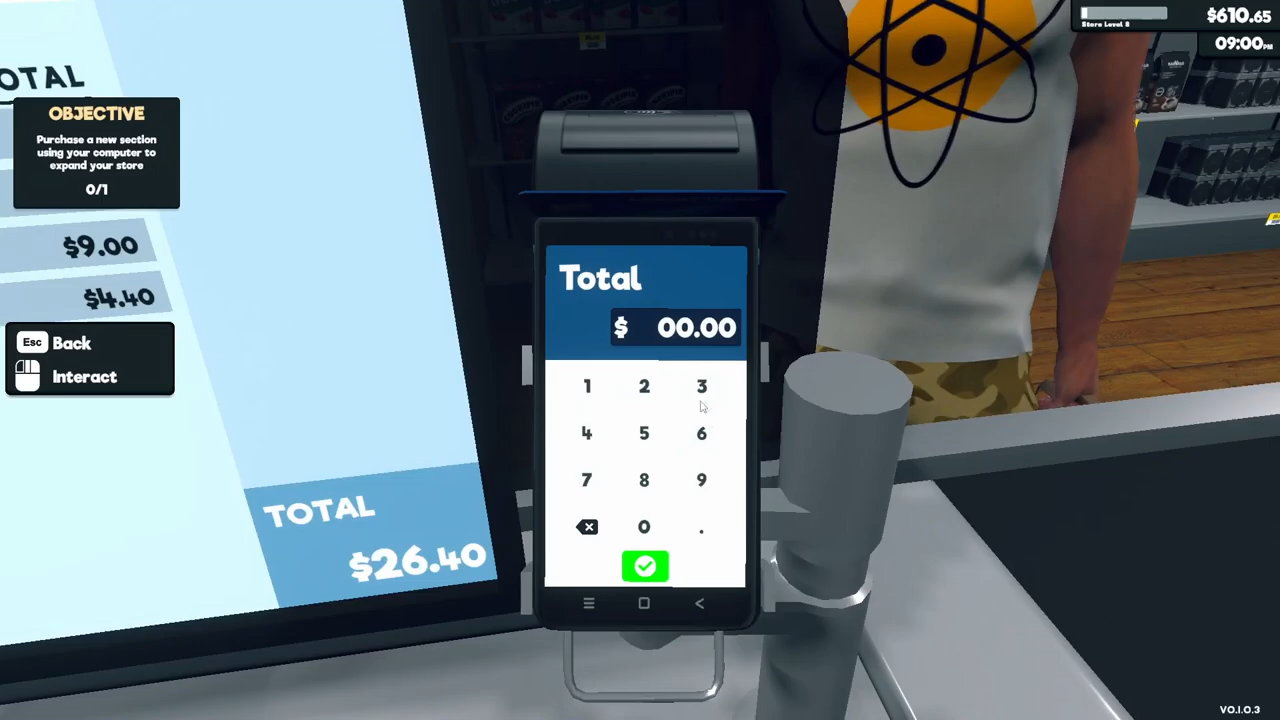 $610.65
Store Level 8
09:00PM
OTAL
OBJECTIVE
Purchase a new section
using your computer to
expand your store
0/1
$9.00
$4.40
Esc Back
Interact
Total
$ 00.00
1 2 3
4 5 6
7 8 9
0 .
TOTAL
$26.40
V0.1.0.3